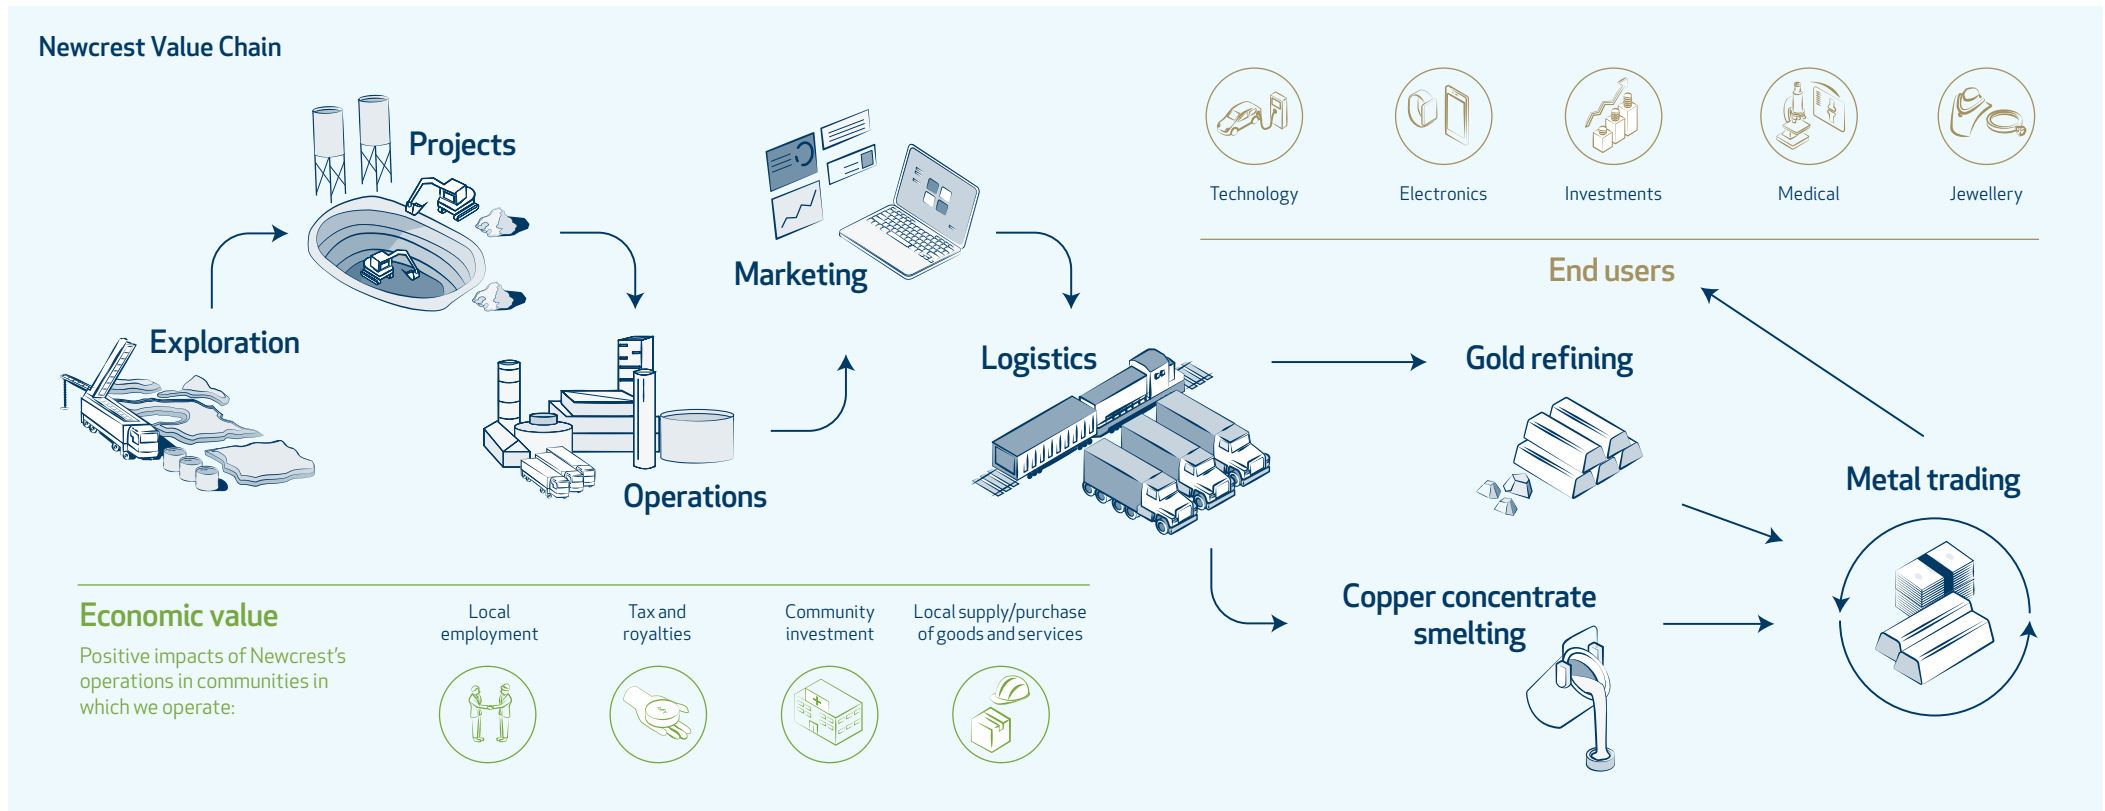 Newcrest Value Chain
Projects
Exploration
Operations
Marketing
Logistics
Gold refining
Copper concentrate
smelting
Metal trading
End users
Technology
Electronics
Investments
Medical
Jewellery
Economic value
Positive impacts of Newcrest’s
operations in communities in
which we operate:
Local
employment
Tax and
royalties
Community
investment
Local supply/purchase
of goods and services